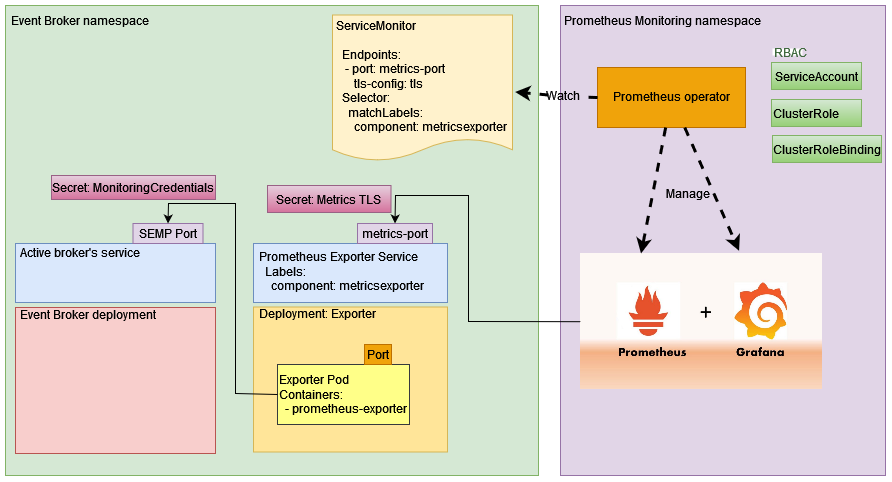 Event Broker namespace
ServiceMonitor
Endpoints:
- port: metrics-port
tls-config: tls
Selector:
matchLabels:
component: metricsexporter
Secret: MonitoringCredentials
Secret: Metrics TLS
SEMP Port
metrics-port
Active broker's service
Prometheus Exporter Service
Labels:
component: metricsexporter
Event Broker deployment
Deployment: Exporter
Port
Exporter Pod
Containers:
- prometheus-exporter
Prometheus Monitoring namespace
RBAC
ServiceAccount
ClusterRole
ClusterRoleBinding
Prometheus operator
Watch
Manage
+
Prometheus
Grafana